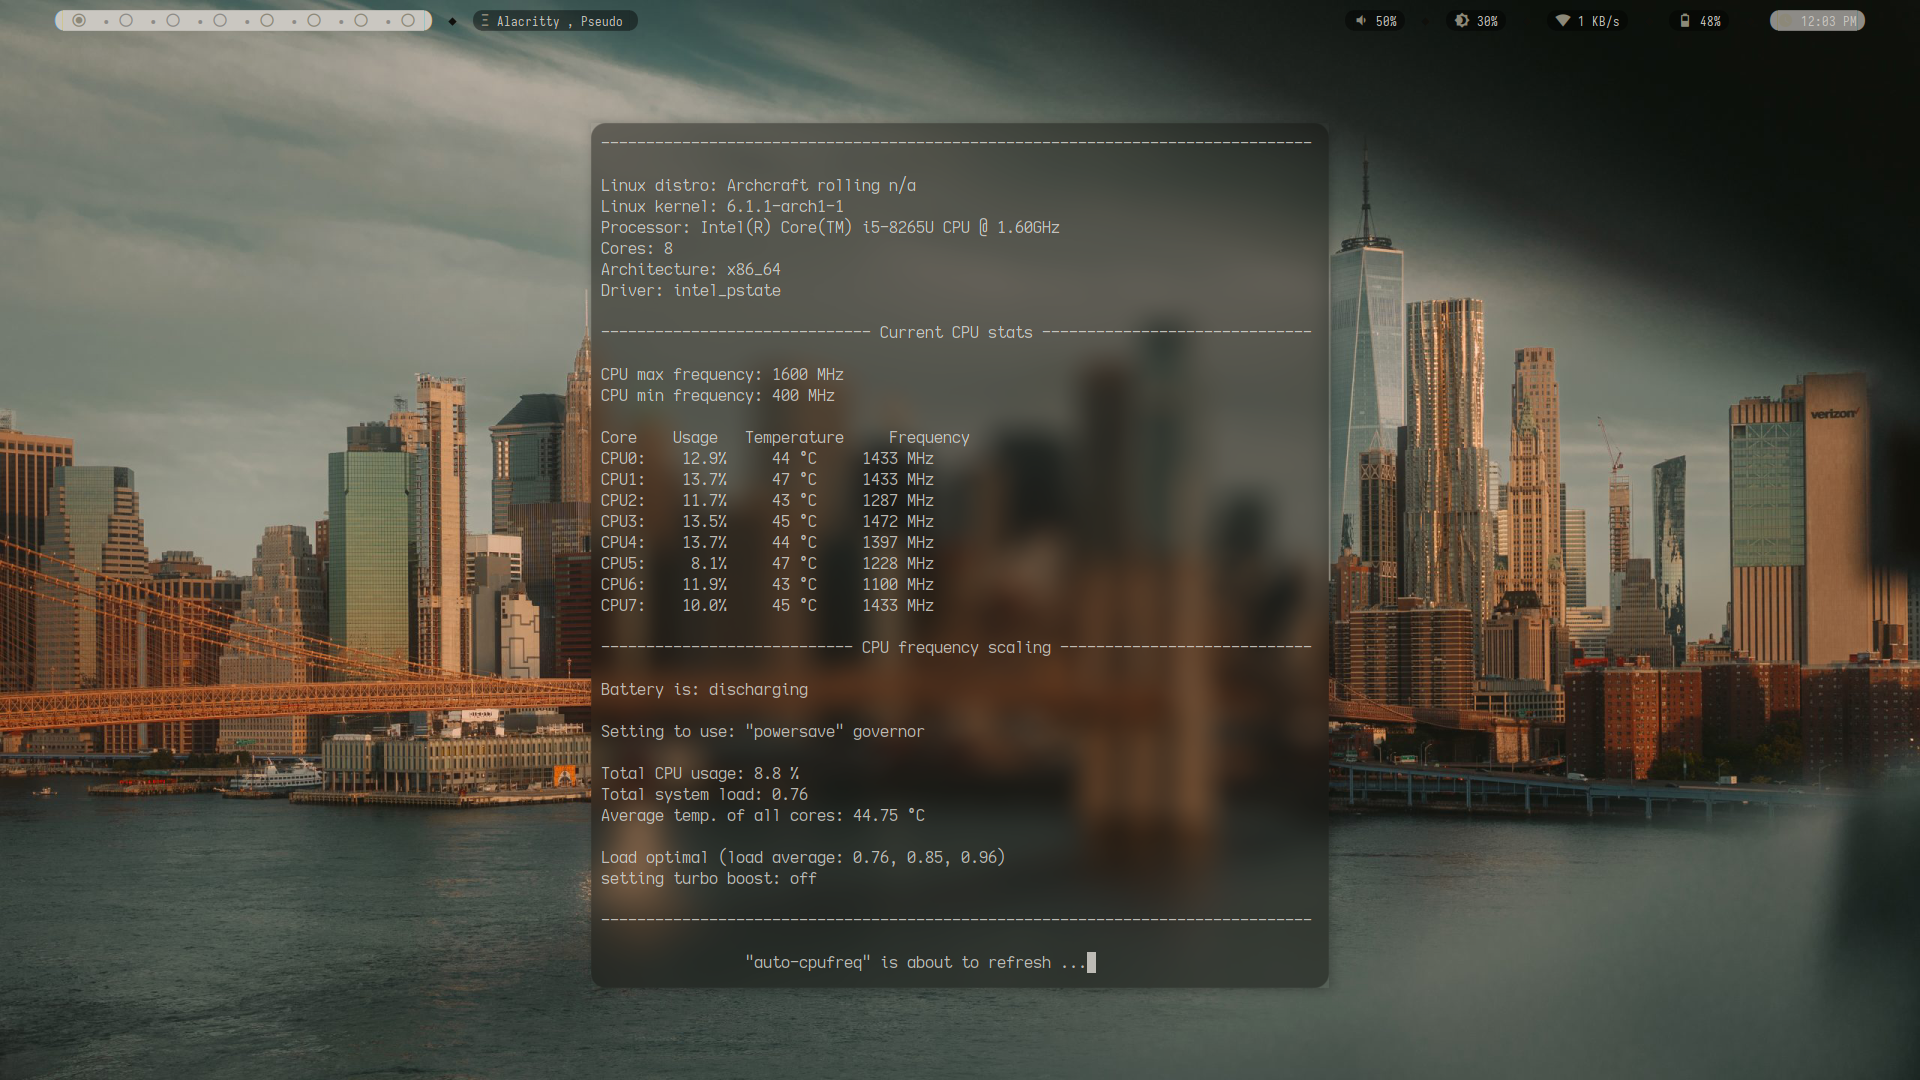 Ξ Alacritty , Pseudo
50%
30%
1 KB/s
48%
12:03 PM
-------------------------------------------------------------------------------
Linux distro: Archcraft rolling n/a
Linux kernel: 6.1.1-arch1-1
Processor: Intel(R) Core(TM) i5-8265U CPU @ 1.60GHz
Cores: 8
Architecture: x86_64
Driver: intel_pstate
------------------------------ Current CPU stats ------------------------------
CPU max frequency: 1600 MHz
CPU min frequency: 400 MHz
Core    Usage   Temperature     Frequency
CPU0:    12.9%     44 °C     1433 MHz
CPU1:    13.7%     47 °C     1433 MHz
CPU2:    11.7%     43 °C     1287 MHz
CPU3:    13.5%     45 °C     1472 MHz
CPU4:    13.7%     44 °C     1397 MHz
CPU5:     8.1%     47 °C     1228 MHz
CPU6:    11.9%     43 °C     1100 MHz
CPU7:    10.0%     45 °C     1433 MHz
---------------------------- CPU frequency scaling ----------------------------
Battery is: discharging
Setting to use: "powersave" governor
Total CPU usage: 8.8 %
Total system load: 0.76
Average temp. of all cores: 44.75 °C
Load optimal (load average: 0.76, 0.85, 0.96)
setting turbo boost: off
-------------------------------------------------------------------------------
"auto-cpufreq" is about to refresh ...
verizon